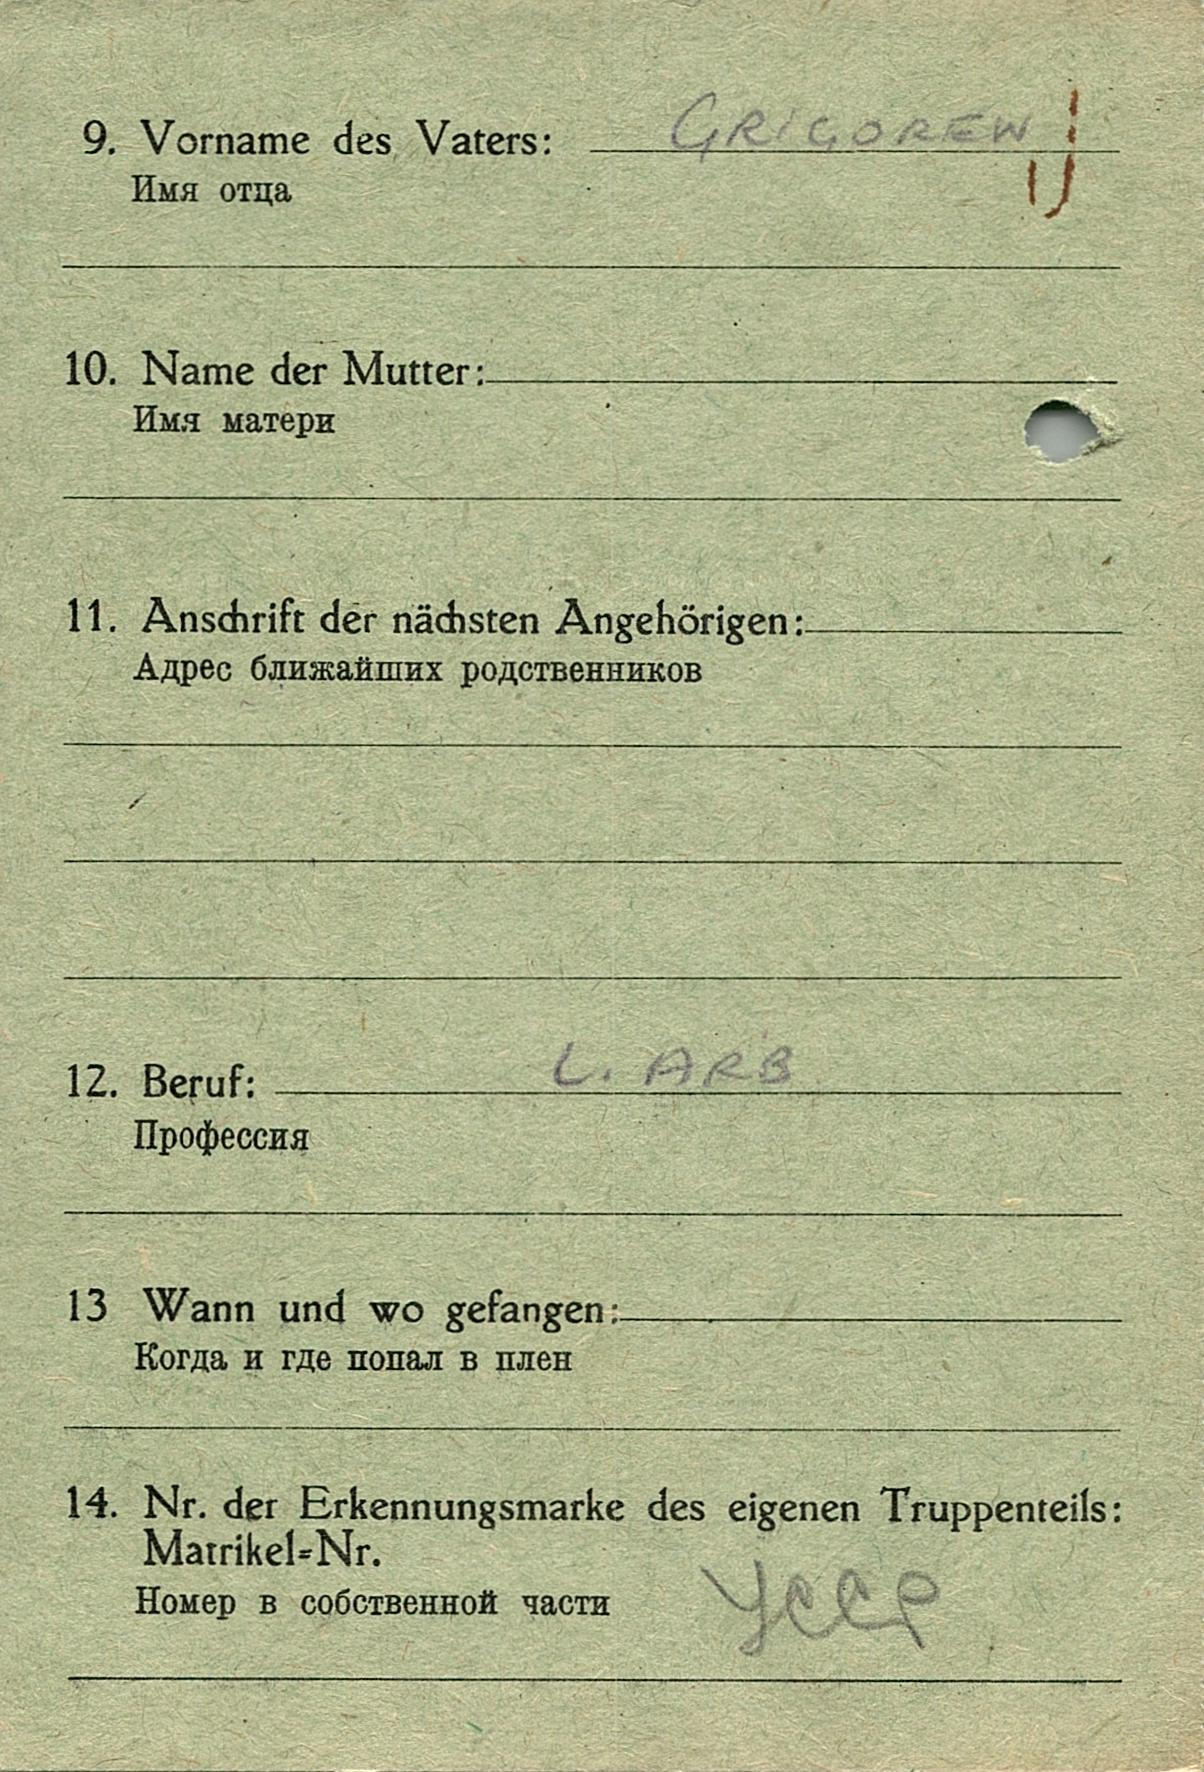 9. Vorname des Vaters: GRIGOREW
Имя отца
10. Name der Mutter:
Имя матери
11. Anschrift der nächsten Angehörigen:
Адрес ближайших родственников
12. Beruf: L. ARB
Профессия
13 Wann und wo gefangen:
Когда и где попал в плен
14. Nr. der Erkennungsmarke des eigenen Truppenteils:
Matrikel-Nr.
Номер в собственной части УССР